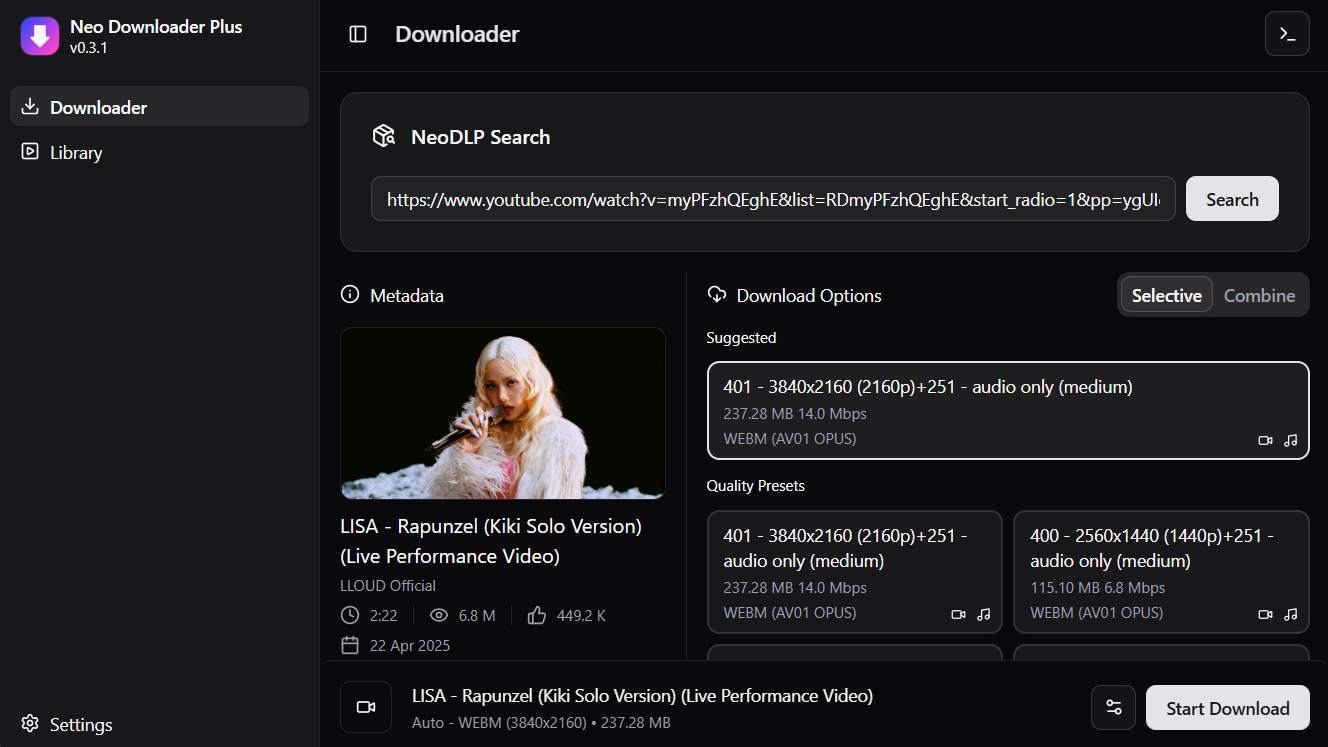 Neo Downloader Plus
v0.3.1
Downloader
Library
Settings
Downloader
NeoDLP Search
https://www.youtube.com/watch?v=myPFzhQEghE&list=RDmyPFzhQEghE&start_radio=1&pp=ygUI
Search
Metadata
LISA - Rapunzel (Kiki Solo Version)
(Live Performance Video)
LLOUD Official
2:22 6.8 M 449.2 K
22 Apr 2025
Download Options
Selective Combine
Suggested
401 - 3840x2160 (2160p)+251 - audio only (medium)
237.28 MB 14.0 Mbps
WEBM (AV01 OPUS)
Quality Presets
401 - 3840x2160 (2160p)+251 -
audio only (medium)
237.28 MB 14.0 Mbps
WEBM (AV01 OPUS)
400 - 2560x1440 (1440p)+251 -
audio only (medium)
115.10 MB 6.8 Mbps
WEBM (AV01 OPUS)
LISA - Rapunzel (Kiki Solo Version) (Live Performance Video)
Auto - WEBM (3840x2160) • 237.28 MB
Start Download